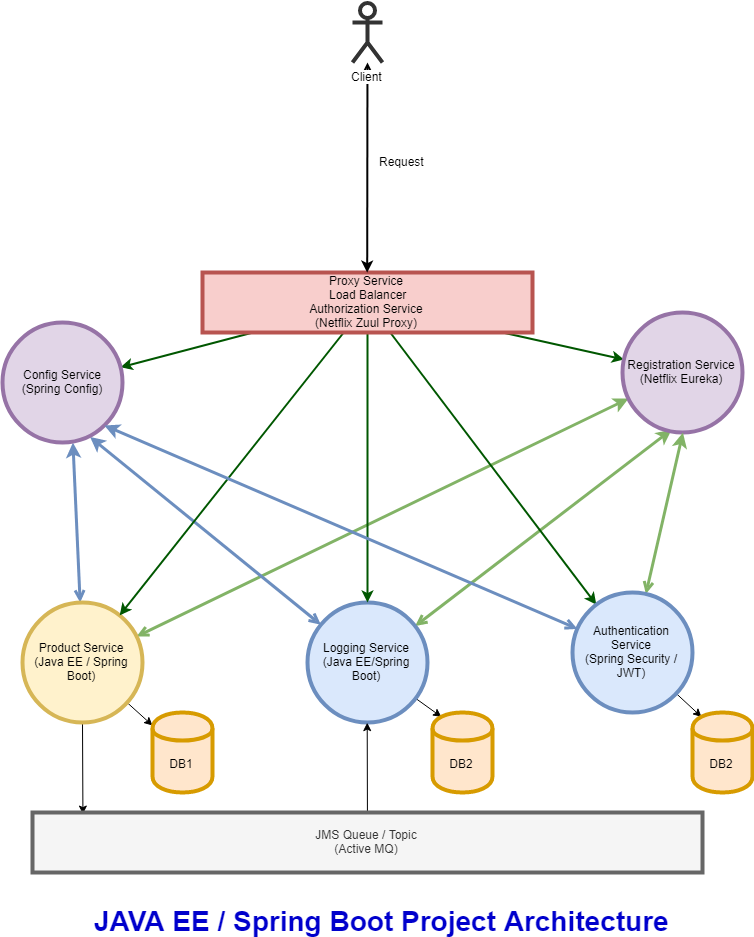 Client
Request
Proxy Service
Load Balancer
Authorization Service
(Netflix Zuul Proxy)
Config Service
(Spring Config)
Registration Service
(Netflix Eureka)
Product Service
(Java EE / Spring
Boot)
Logging Service
(Java EE/Spring
Boot)
Authentication
Service
(Spring Security /
JWT)
DB1
DB2
DB2
JMS Queue / Topic
(Active MQ)
JAVA EE / Spring Boot Project Architecture